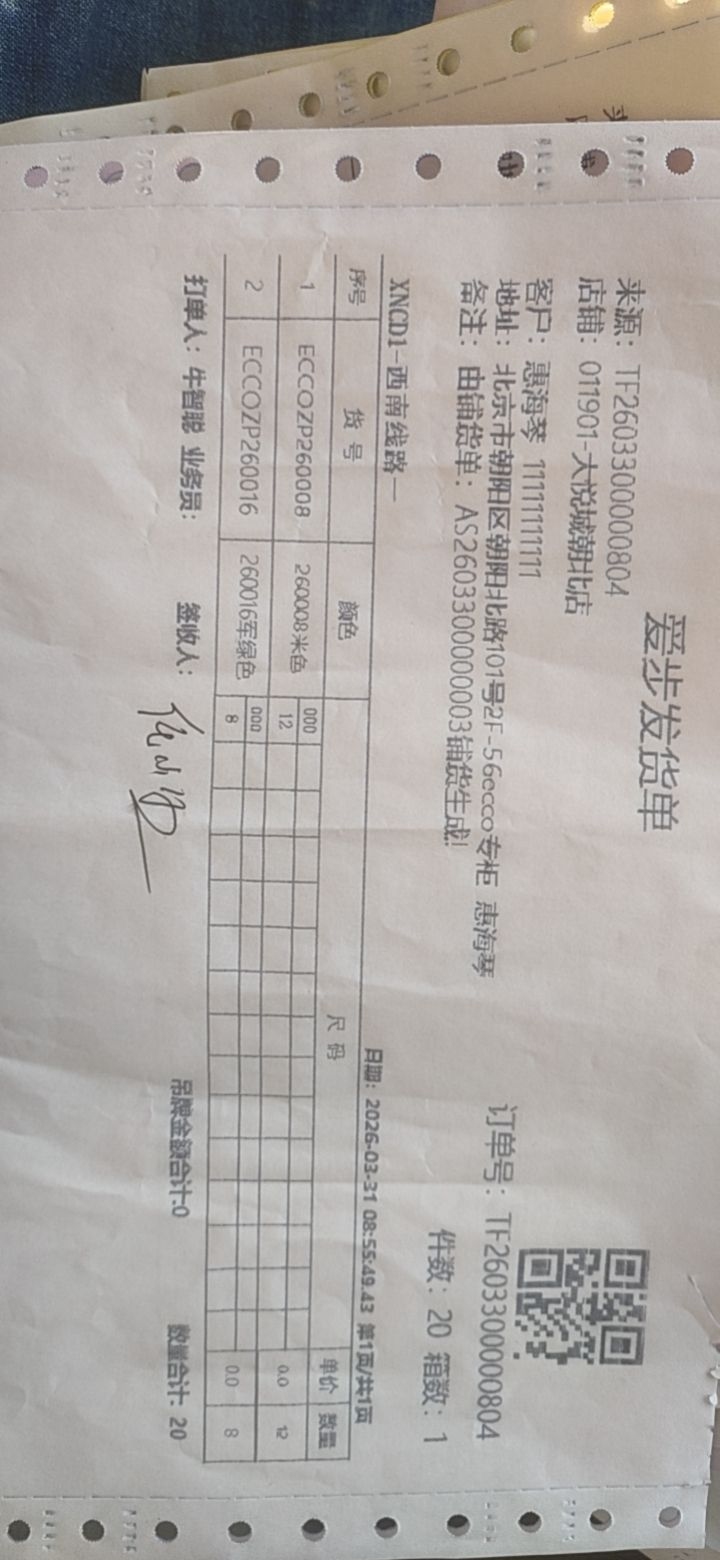 爱步发货单
来源：TF26033000000804
店铺：011901-大悦城朝北店
客户：惠海琴 11111111111
地址：北京市朝阳区朝阳北路101号2F-56ecco专柜 惠海琴
订单号：TF26033000000804
备注：由铺货单：AS26033000000003铺货生成!
件数：20 箱数：1
XNCD1-西南线路一
日期：2026-03-31 08:55:49.43 第1页/共1页
序号 货号 颜色 尺码 单价 数量
000
1 ECCOZP260008 260008米色 12 0.0 12
000
2 ECCOZP260016 260016军绿色 8 0.0 8
打单人：牛智聪 业务员： 签收人： 吊牌金额合计:0 数量合计: 20